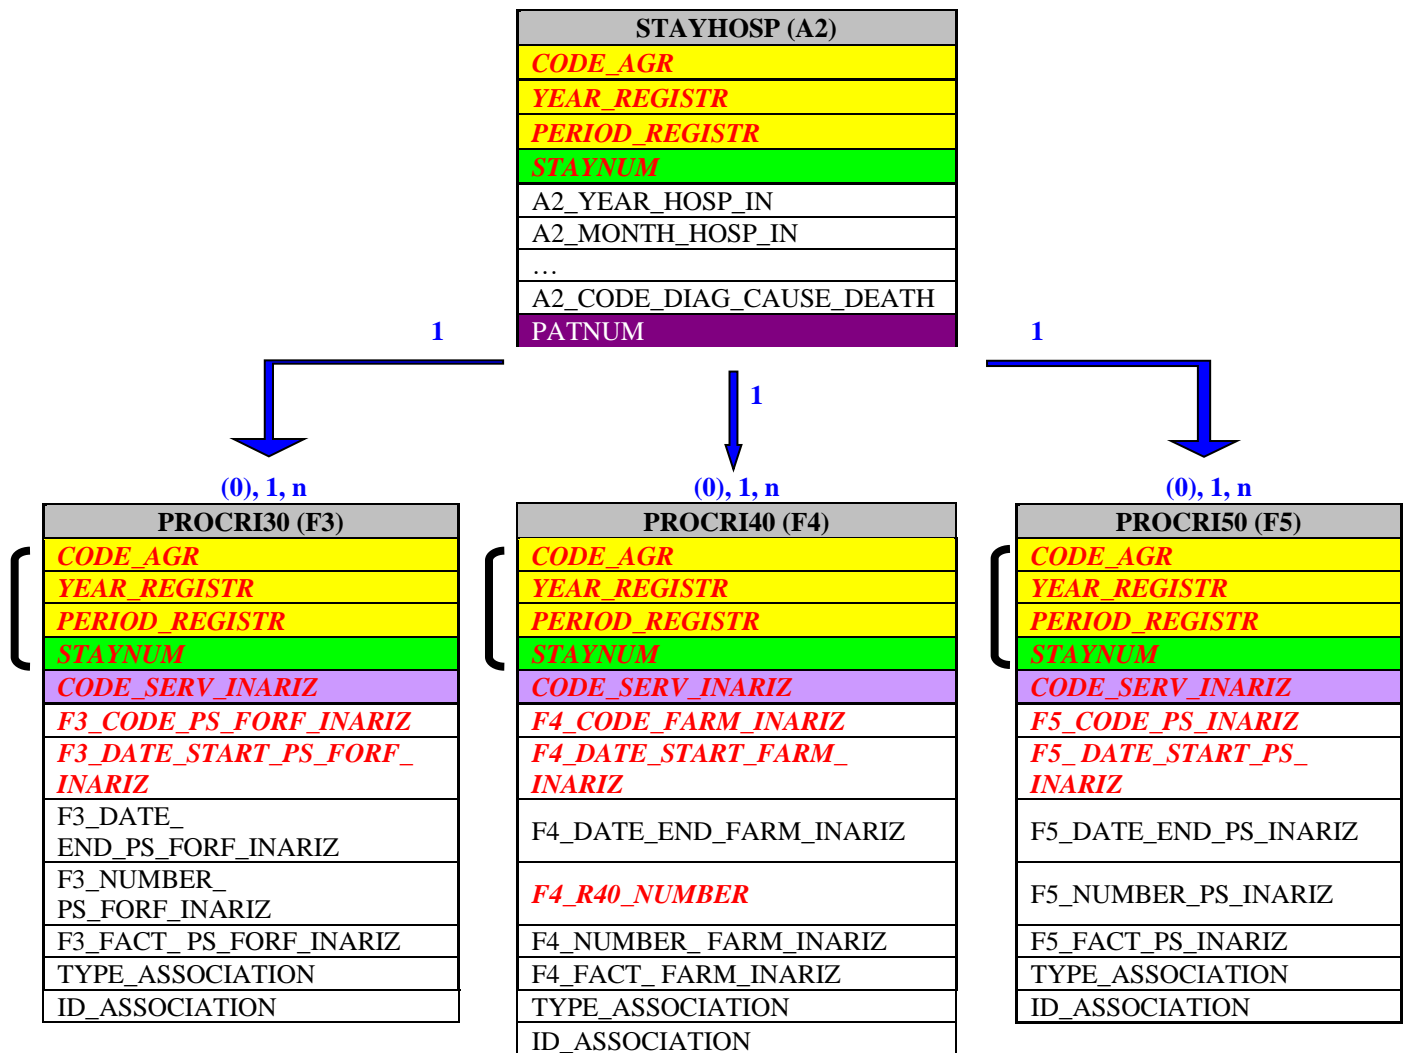 STAYHOSP (A2)
CODE_AGR
YEAR_REGISTR
PERIOD_REGISTR
STAYNUM
A2_YEAR_HOSP_IN
A2_MONTH_HOSP_IN
…
A2_CODE_DIAG_CAUSE_DEATH
PATNUM
1
1
1
(0), 1, n
(0), 1, n
(0), 1, n
PROCRI30 (F3)
CODE_AGR
YEAR_REGISTR
PERIOD_REGISTR
STAYNUM
CODE_SERV_INARIZ
F3_CODE_PS_FORF_INARIZ
F3_DATE_START_PS_FORF_
INARIZ
F3_DATE_
END_PS_FORF_INARIZ
F3_NUMBER_
PS_FORF_INARIZ
F3_FACT_ PS_FORF_INARIZ
TYPE_ASSOCIATION
ID_ASSOCIATION
PROCRI40 (F4)
CODE_AGR
YEAR_REGISTR
PERIOD_REGISTR
STAYNUM
CODE_SERV_INARIZ
F4_CODE_FARM_INARIZ
F4_DATE_START_FARM_
INARIZ
F4_DATE_END_FARM_INARIZ
F4_R40_NUMBER
F4_NUMBER_ FARM_INARIZ
F4_FACT_ FARM_INARIZ
TYPE_ASSOCIATION
ID_ASSOCIATION
PROCRI50 (F5)
CODE_AGR
YEAR_REGISTR
PERIOD_REGISTR
STAYNUM
CODE_SERV_INARIZ
F5_CODE_PS_INARIZ
F5_ DATE_START_PS_
INARIZ
F5_DATE_END_PS_INARIZ
F5_NUMBER_PS_INARIZ
F5_FACT_PS_INARIZ
TYPE_ASSOCIATION
ID_ASSOCIATION